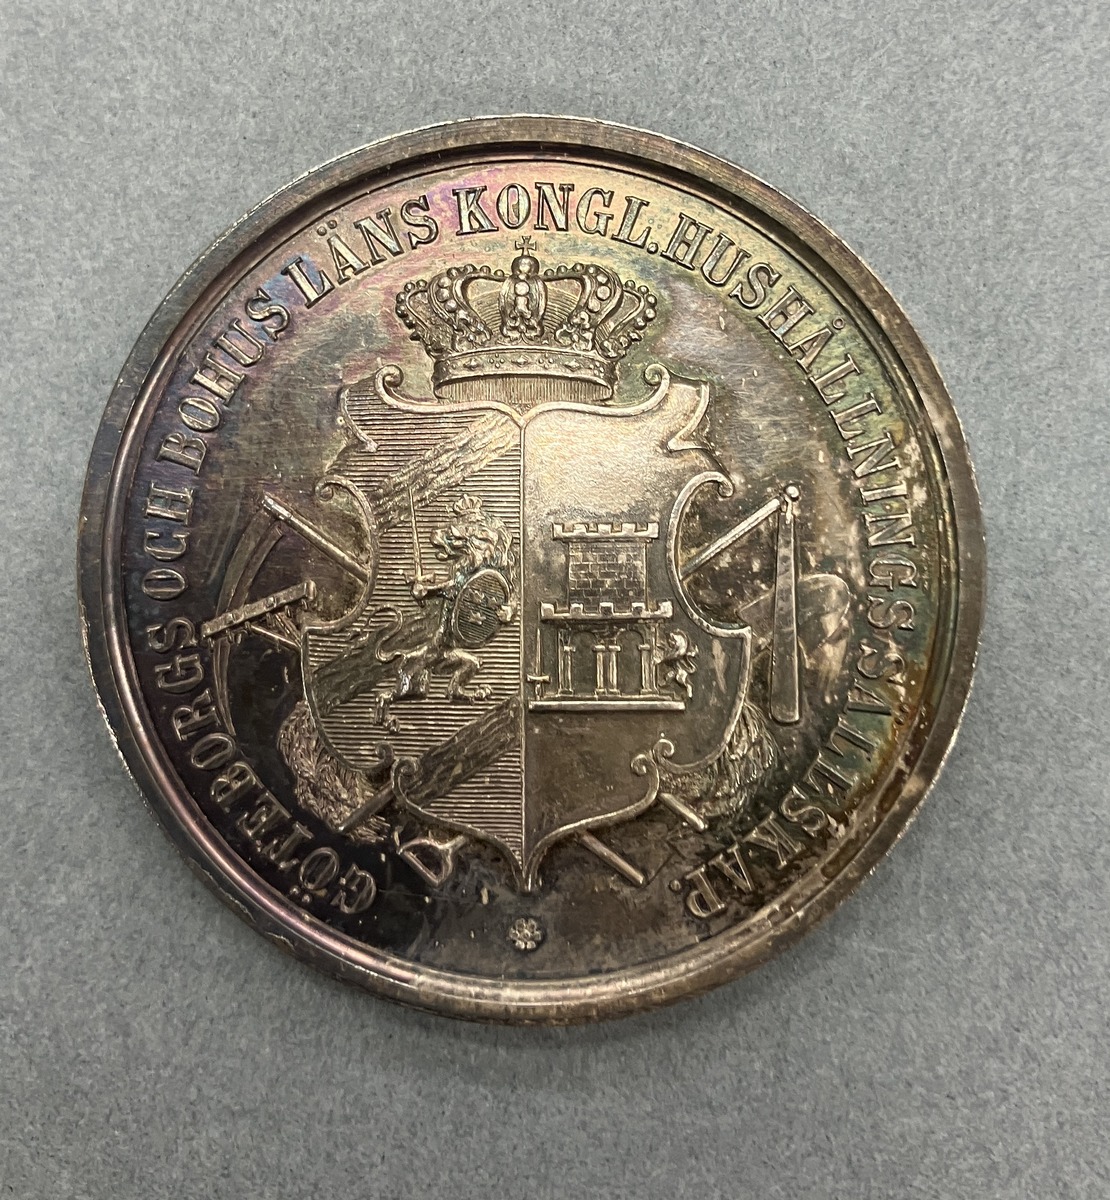 GÖTEBORGS OCH BOHUS LÄNS KONGL. HUSHÅLLNINGS SÄLLSKAP.